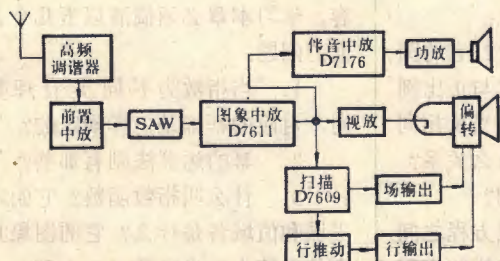 高频
调谐器
前置
中放
SAW
图象中放
D7611
伴音中放
D7176
功放
视放
偏
转
扫描
D7609
场输出
行推动
行输出